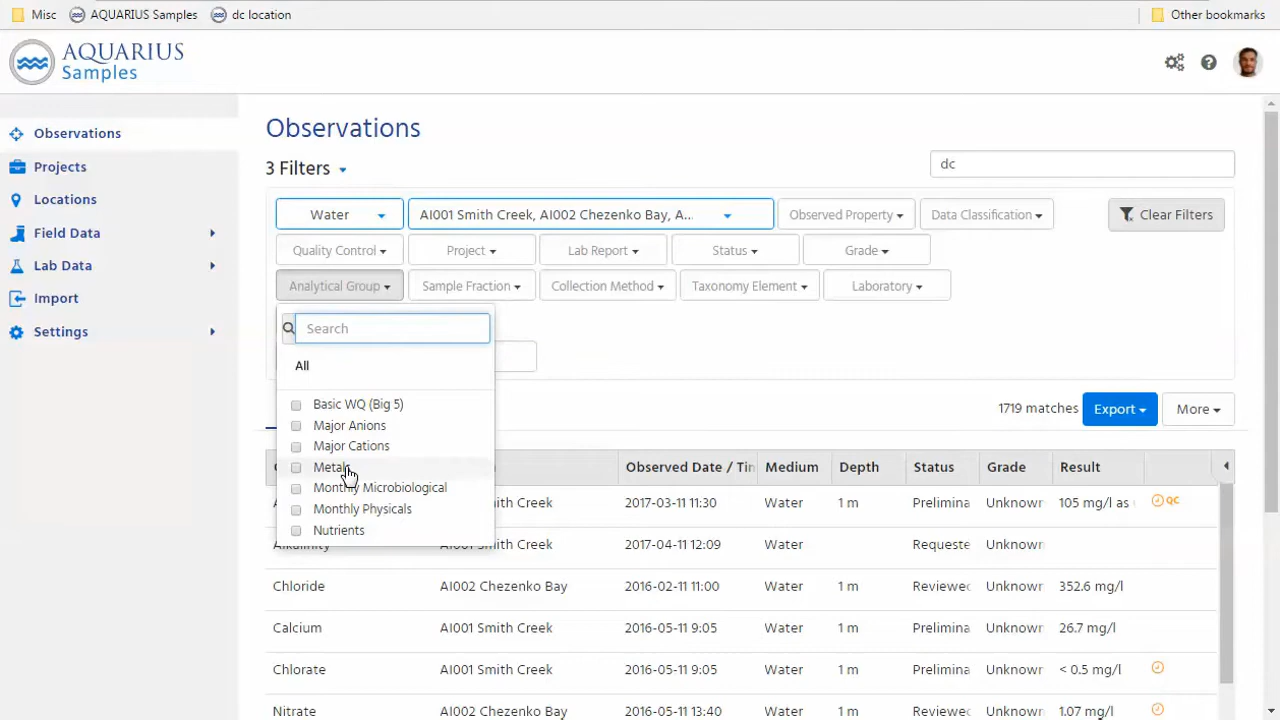 Misc AQUARIUS Samples dc location Other bookmarks
AQUARIUS
Samples
Observations
Projects
Locations
Field Data
Lab Data
Import
Settings
Observations
3 Filters
dc
Water AI001 Smith Creek, AI002 Chezenko Bay, A... Observed Property Data Classification Clear Filters
Quality Control Project Lab Report Status Grade
Analytical Group Sample Fraction Collection Method Taxonomy Element Laboratory
Search
All
Basic WQ (Big 5)
Major Anions
Major Cations
Metals
Monthly Microbiological
Monthly Physicals
Nutrients
1719 matches Export More
Observed Date / Tin Medium Depth Status Grade Result
Smith Creek 2017-03-11 11:30 Water 1 m Prelimina Unknown 105 mg/l as QC
Alkalinity AI001 Smith Creek 2017-04-11 12:09 Water Requeste Unknown
Chloride AI002 Chezenko Bay 2016-02-11 11:00 Water 1 m Reviewec Unknown 352.6 mg/l
Calcium AI001 Smith Creek 2016-05-11 9:05 Water 1 m Prelimina Unknown 26.7 mg/l
Chlorate AI001 Smith Creek 2016-05-11 9:05 Water 1 m Prelimina Unknown < 0.5 mg/l
Nitrate AI002 Chezenko Bay 2016-05-11 13:40 Water 1 m Reviewec Unknown 1.07 mg/l